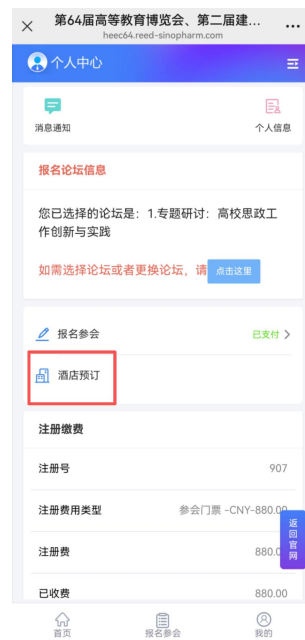 第64届高等教育博览会、第二届建...
heec64.reed-sinopharm.com
个人中心
消息通知
个人信息
报名论坛信息
您已选择的论坛是：1.专题研讨：高校思政工
作创新与实践
如需选择论坛或者更换论坛，请 点击这里
报名参会
已支付
酒店预订
注册缴费
注册号
907
注册费用类型
参会门票 -CNY-880.00
注册费
880.0
返回官网
已收费
880.00
首页
报名参会
我的